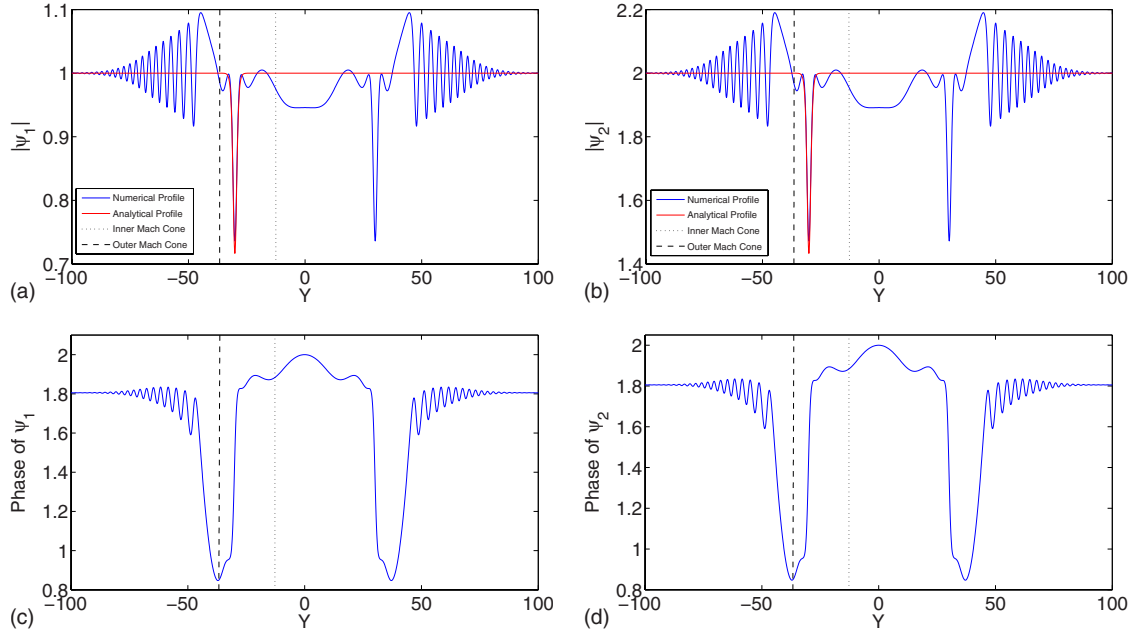 1.1
1
0.9
0.8
0.7
|ψ1|
Numerical Profile
Analytical Profile
Inner Mach Cone
Outer Mach Cone
−100
−50
0
50
100
Y
(a)
2.2
2
1.8
1.6
1.4
|ψ2|
Numerical Profile
Analytical Profile
Inner Mach Cone
Outer Mach Cone
−100
−50
0
50
100
Y
(b)
2
1.8
1.6
1.4
1.2
1
0.8
Phase of ψ1
−100
−50
0
50
100
Y
(c)
2
1.8
1.6
1.4
1.2
1
0.8
Phase of ψ2
−100
−50
0
50
100
Y
(d)